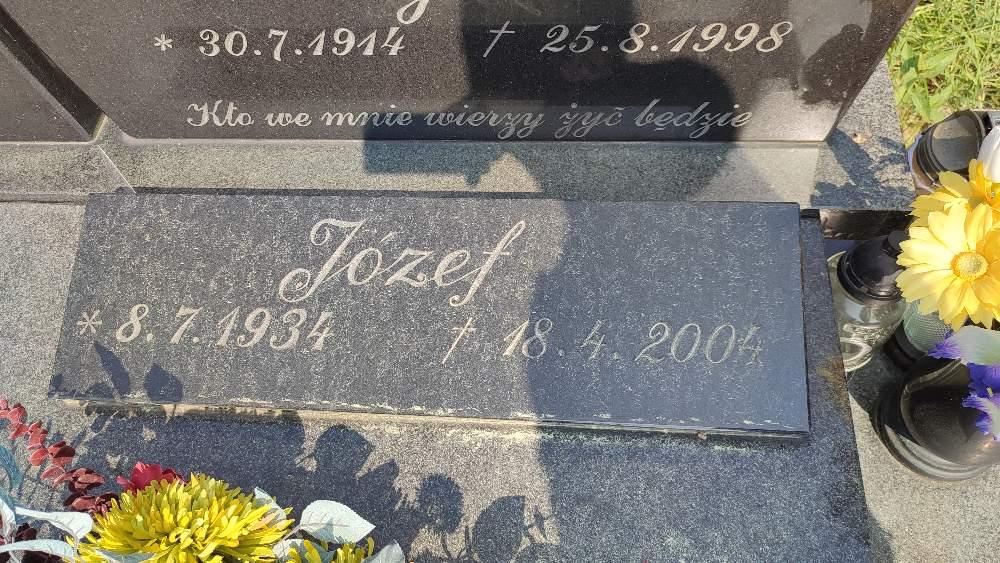 * 30.7.1914 † 25.8.1998
Kto we mnie wierzy żyć będzie
Józef
* 8.7.1934 † 18.4.2004